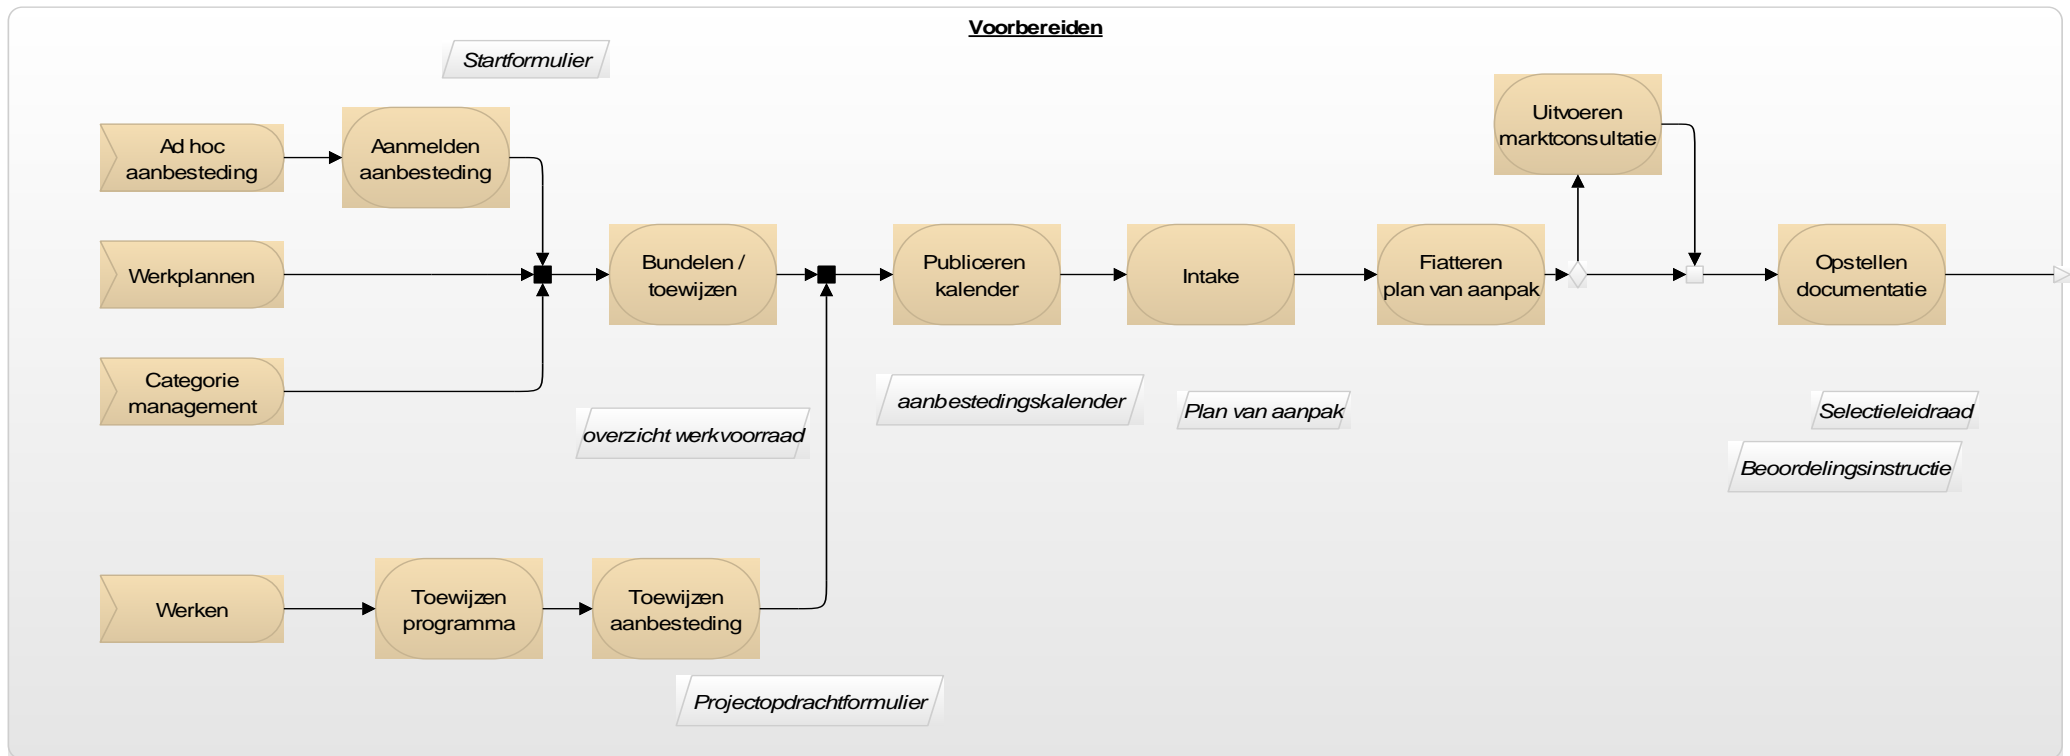 Voorbereiden
Startformulier
Ad hoc
aanbesteding
Aanmelden
aanbesteding
Uitvoeren
marktconsultatie
Werkplannen
Bundelen /
toewijzen
Publiceren
kalender
Intake
Fiatteren
plan van aanpak
Opstellen
documentatie
Categorie
management
overzicht werkvoorraad
aanbestedingskalender
Plan van aanpak
Selectieleidraad
Beoordelingsinstructie
Werken
Toewijzen
programma
Toewijzen
aanbesteding
Projectopdrachtformulier